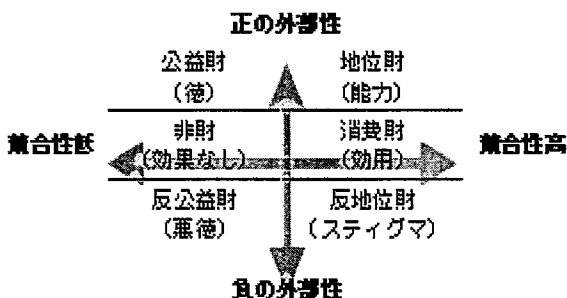 正の外部性
公益財 地位財
(徳) (能力)
競合性低 非財 消費財 競合性高
(効果なし) (効用)
反公益財 反地位財
(悪徳) (スティグマ)
負の外部性